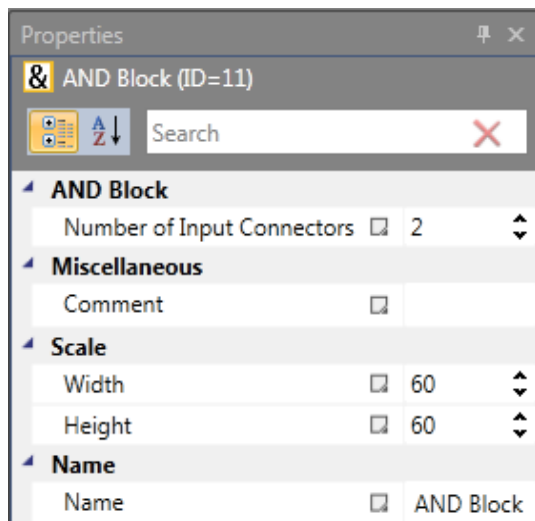 Properties
& AND Block (ID=11)
A Z Search
AND Block
Number of Input Connectors 2
Miscellaneous
Comment
Scale
Width 60
Height 60
Name
Name AND Block